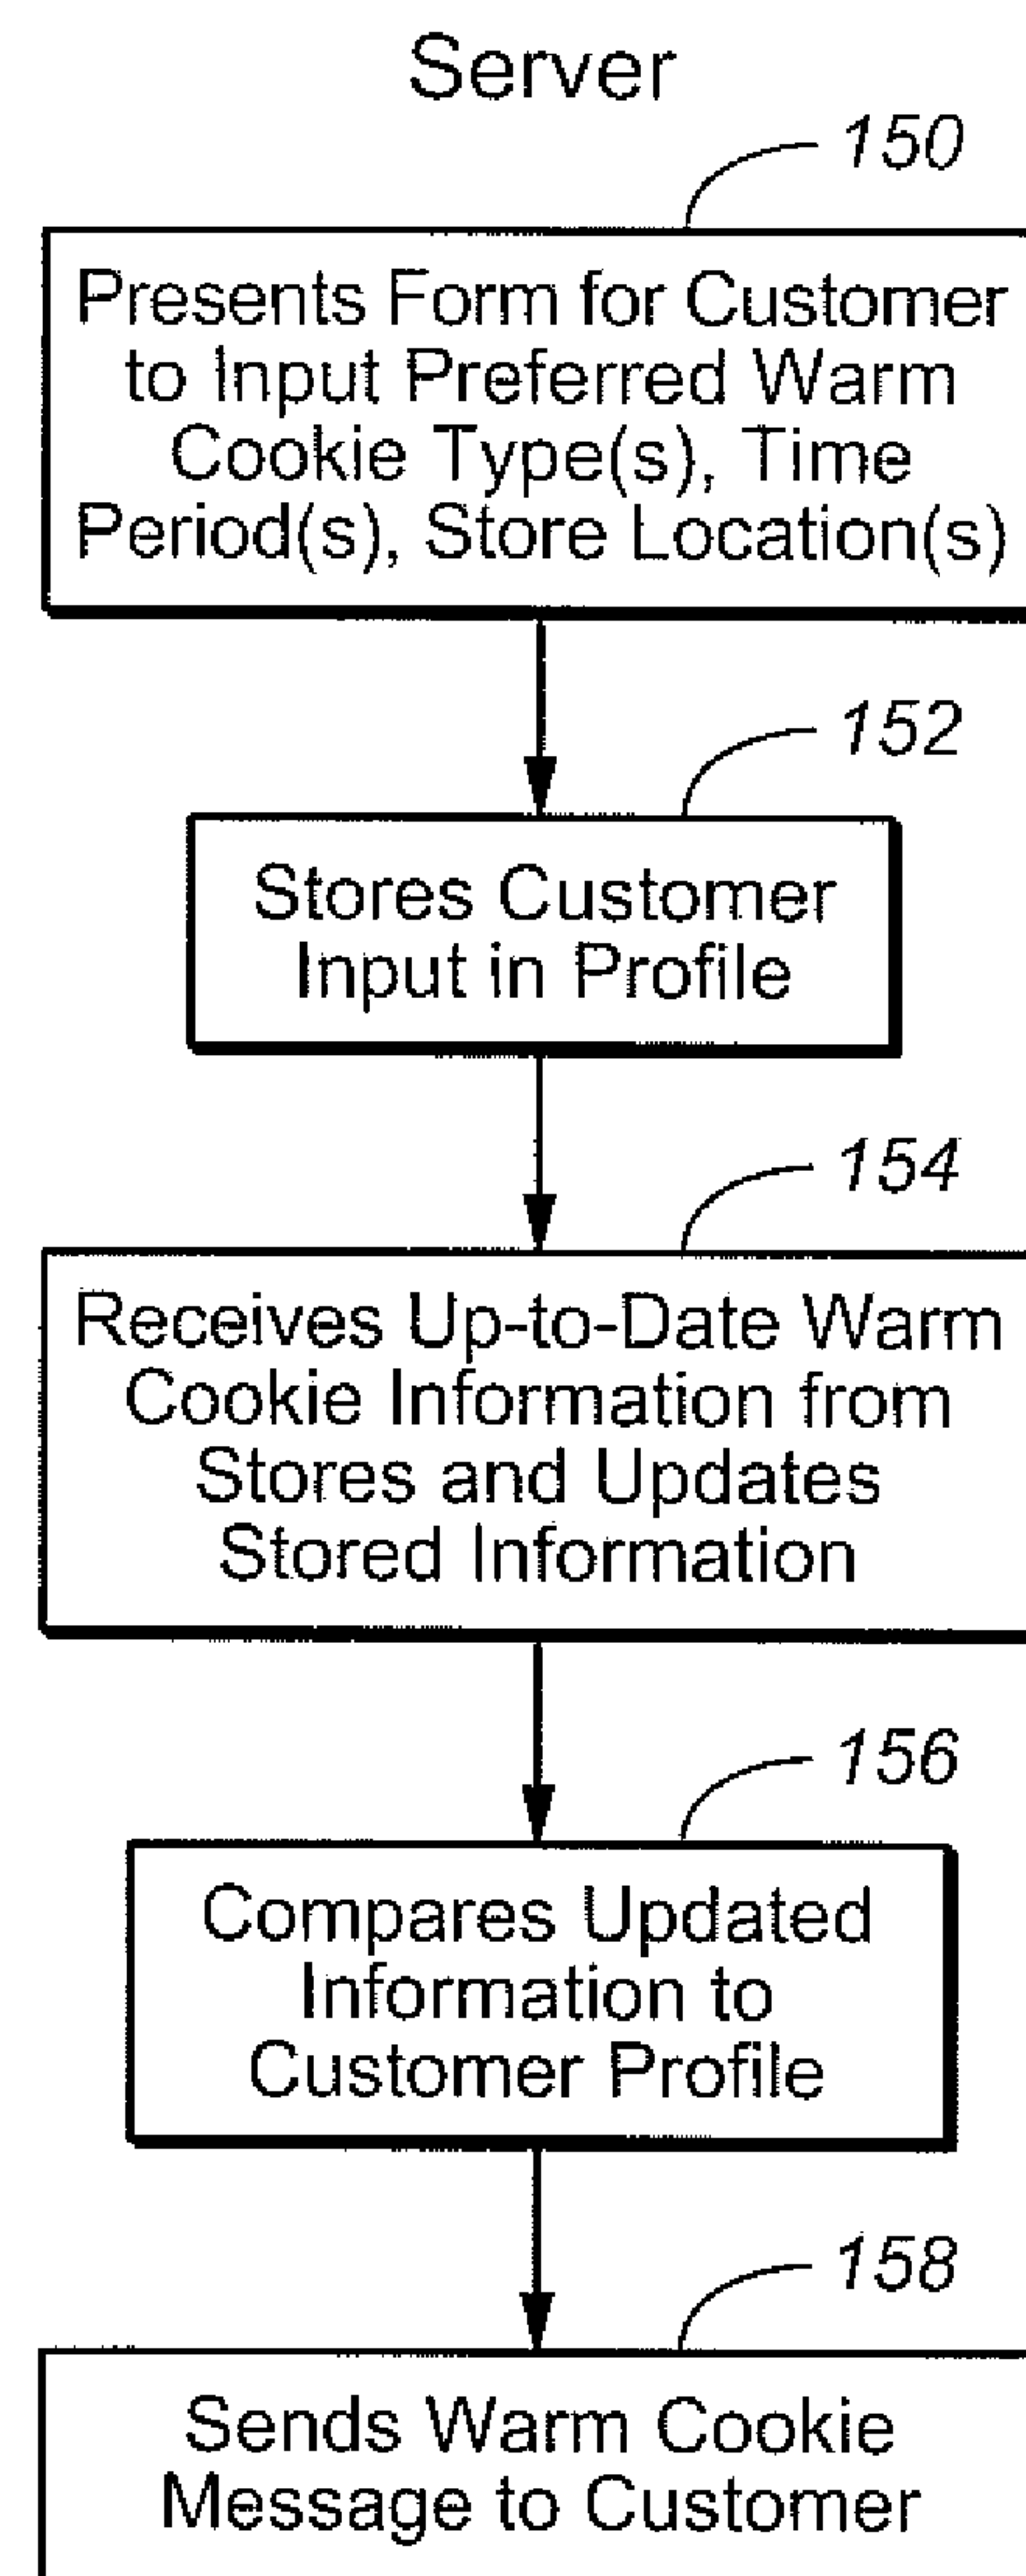 Server
150
Presents Form for Customer
to Input Preferred Warm
Cookie Type(s), Time
Period(s), Store Location(s)
152
Stores Customer
Input in Profile
154
Receives Up-to-Date Warm
Cookie Information from
Stores and Updates
Stored Information
156
Compares Updated
Information to
Customer Profile
158
Sends Warm Cookie
Message to Customer